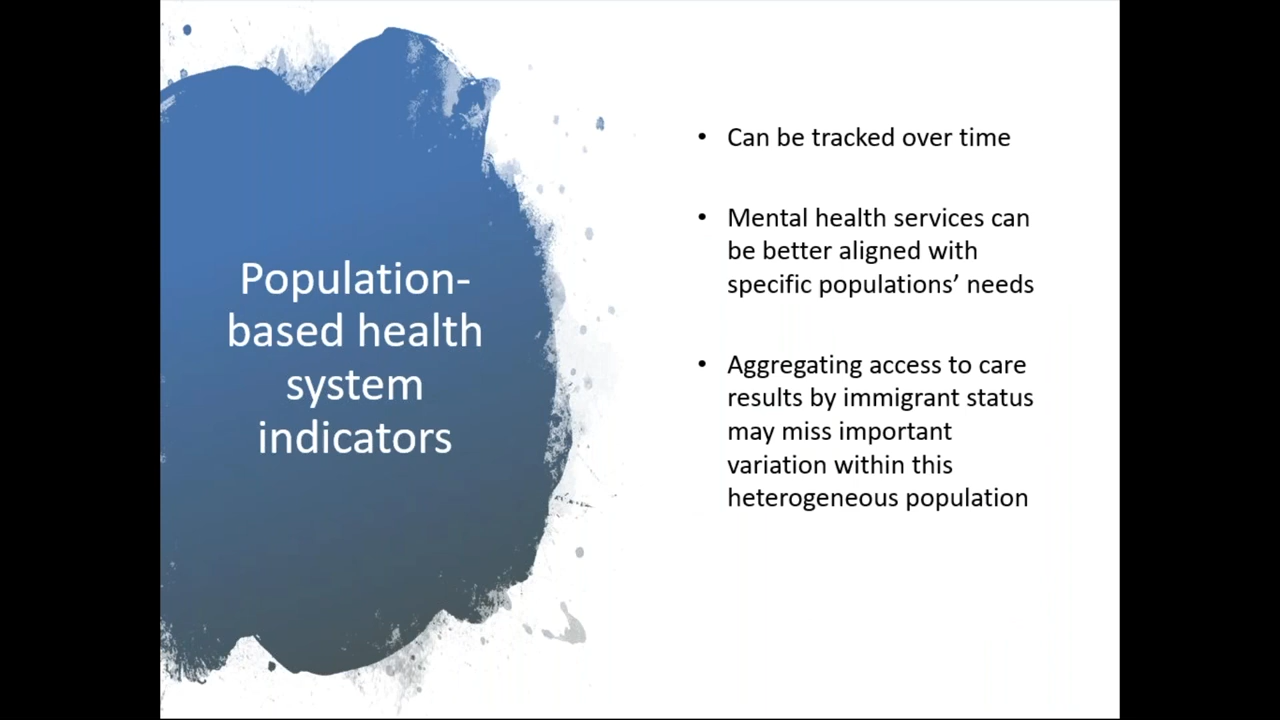 Population-
based health
system
indicators
• Can be tracked over time
• Mental health services can
be better aligned with
specific populations’ needs
• Aggregating access to care
results by immigrant status
may miss important
variation within this
heterogeneous population